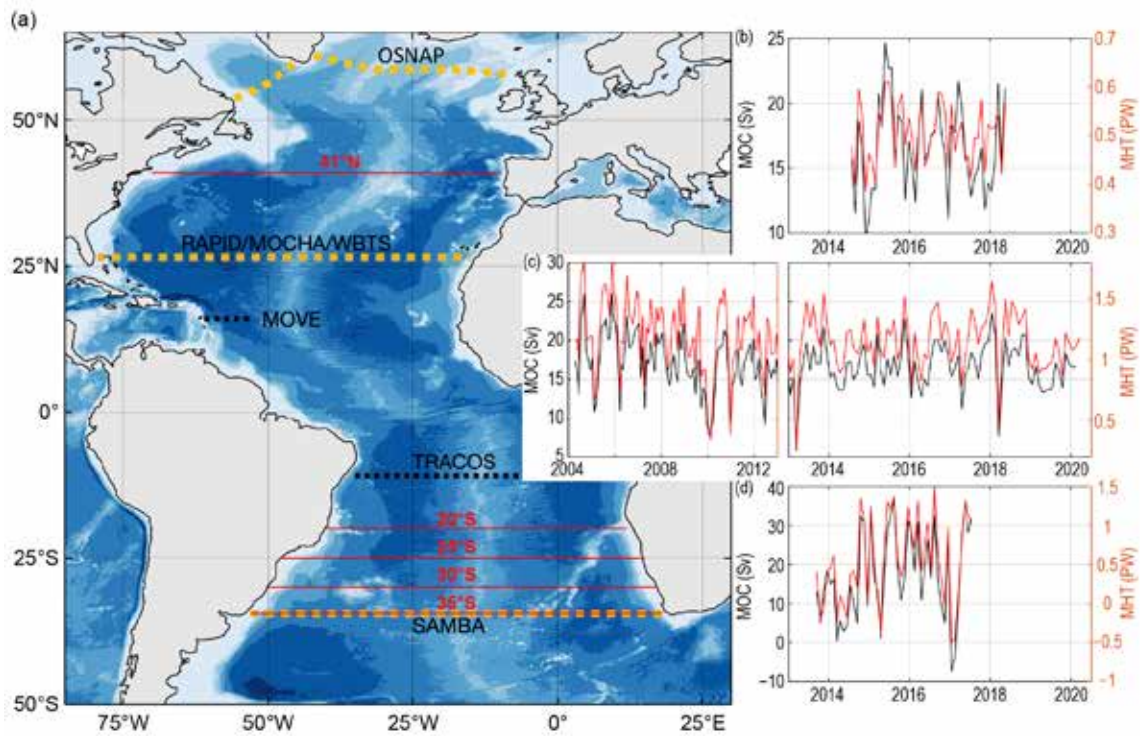 (a)
OSNAP
50°N
41°N
RAPID/MOCHA/WBTS
25°N
MOVE
0°
TRACOS
20°S
25°S
25°S
30°S
35°S
SAMBA
50°S
75°W 50°W 25°W 0° 25°E
(b)
25
20
15
10
MOC (Sv)
0.7
0.6
0.5
0.4
0.3
MHT (PW)
2014 2016 2018 2020
(c)
30
25
20
15
10
5
MOC (Sv)
2004 2008 2010 2012
1.5
1
0.5
MHT (PW)
2014 2016 2018 2020
(d)
40
30
20
10
0
−10
MOC (Sv)
1.5
1
0.5
0
−0.5
−1
MHT (PW)
2014 2016 2018 2020